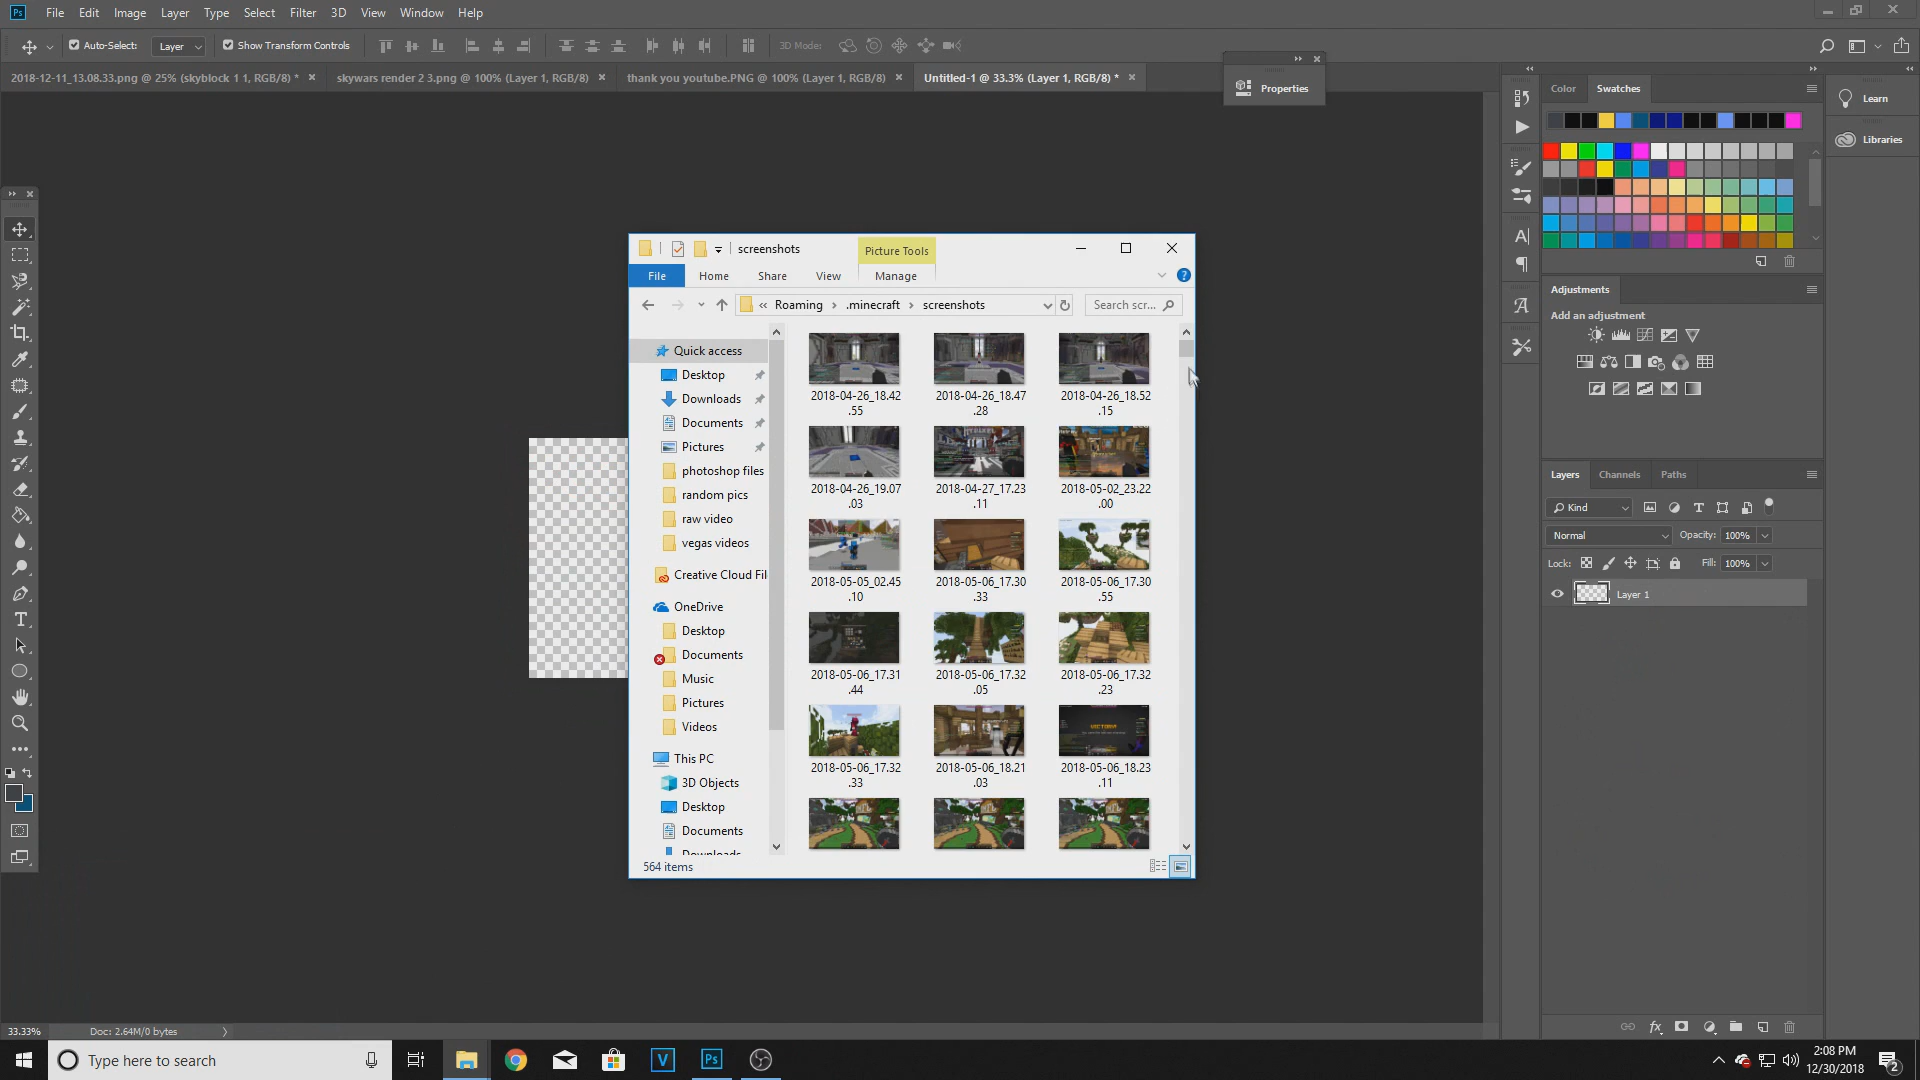 Ps File Edit Image Layer Type Select Filter 3D View Window Help
Auto-Select: Layer Show Transform Controls 3D Mode:
2018-12-11_13.08.33.png @ 25% (skyblock 1 1, RGB/8) * × skywars render 2 3.png @ 100% (Layer 1, RGB/8) × thank you youtube.PNG @ 100% (Layer 1, RGB/8) × Untitled-1 @ 33.3% (Layer 1, RGB/8) * ×
Properties
Color Swatches
Learn
Libraries
screenshots Picture Tools
File Home Share View Manage
« Roaming › .minecraft › screenshots Search scr...
Quick access
Desktop
Downloads
Documents
Pictures
photoshop files
random pics
raw video
vegas videos
Creative Cloud Fil
OneDrive
Desktop
Documents
Music
Pictures
Videos
This PC
3D Objects
Desktop
Documents
Downloads
2018-04-26_18.42 2018-04-26_18.47 2018-04-26_18.52
.55 .28 .15
2018-04-26_19.07 2018-04-27_17.23 2018-05-02_23.22
.03 .11 .00
2018-05-05_02.45 2018-05-06_17.30 2018-05-06_17.30
.10 .33 .55
2018-05-06_17.31 2018-05-06_17.32 2018-05-06_17.32
.44 .05 .23
VICTORY!
2018-05-06_17.32 2018-05-06_18.21 2018-05-06_18.23
.33 .03 .11
564 items
Adjustments
Add an adjustment
Layers Channels Paths
Kind
Normal Opacity: 100%
Lock: Fill: 100%
Layer 1
33.33% Doc: 2.64M/0 bytes
Type here to search
V Ps
2:08 PM
12/30/2018
2